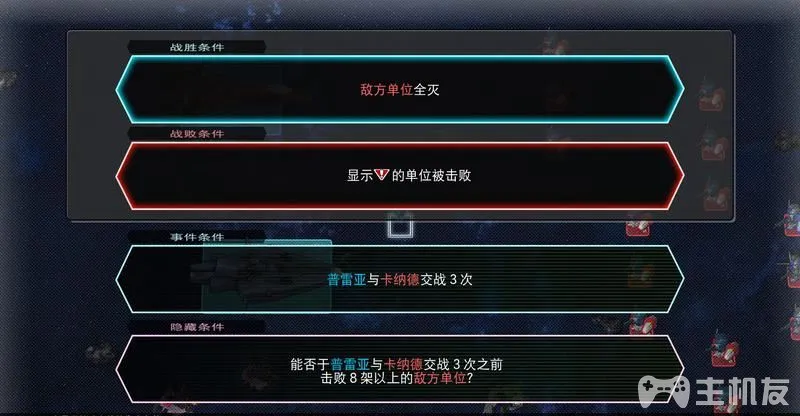 战胜条件
敌方单位全灭
战败条件
显示的单位被击败
事件条件
普雷亚与卡纳德交战3次
隐藏条件
能否于普雷亚与卡纳德交战3次之前
击败8架以上的敌方单位?
主机友